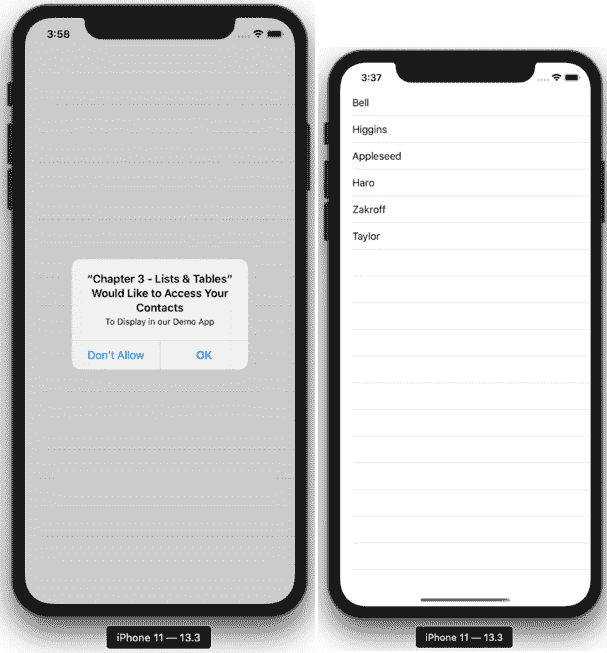 3:58
“Chapter 3 - Lists & Tables”
Would Like to Access Your
Contacts
To Display in our Demo App
Don't Allow
OK
iPhone 11 — 13.3
3:37
Bell
Higgins
Appleseed
Haro
Zakroff
Taylor
iPhone 11 — 13.3